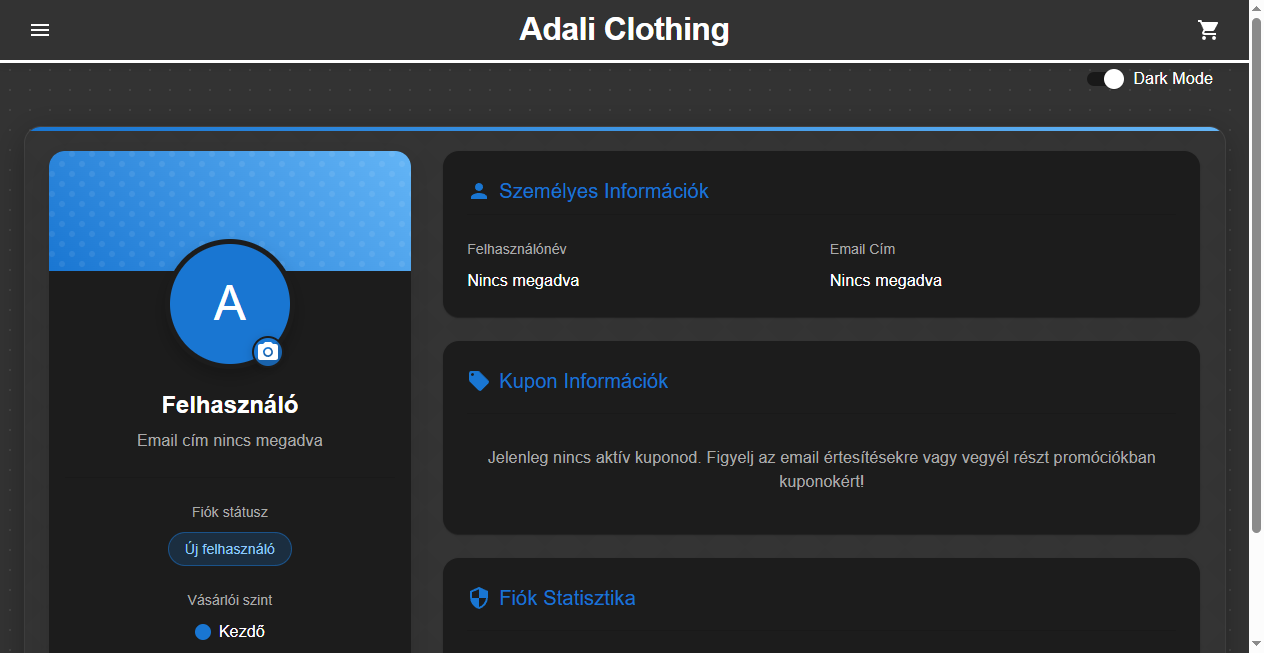 Adali Clothing
Dark Mode
A
Felhasználó
Email cím nincs megadva
Fiók státusz
Új felhasználó
Vásárlói szint
Kezdő
Személyes Információk
Felhasználónév
Nincs megadva
Email Cím
Nincs megadva
Kupon Információk
Jelenleg nincs aktív kuponod. Figyelj az email értesítésekre vagy vegyél részt promóciókban
kuponokért!
Fiók Statisztika